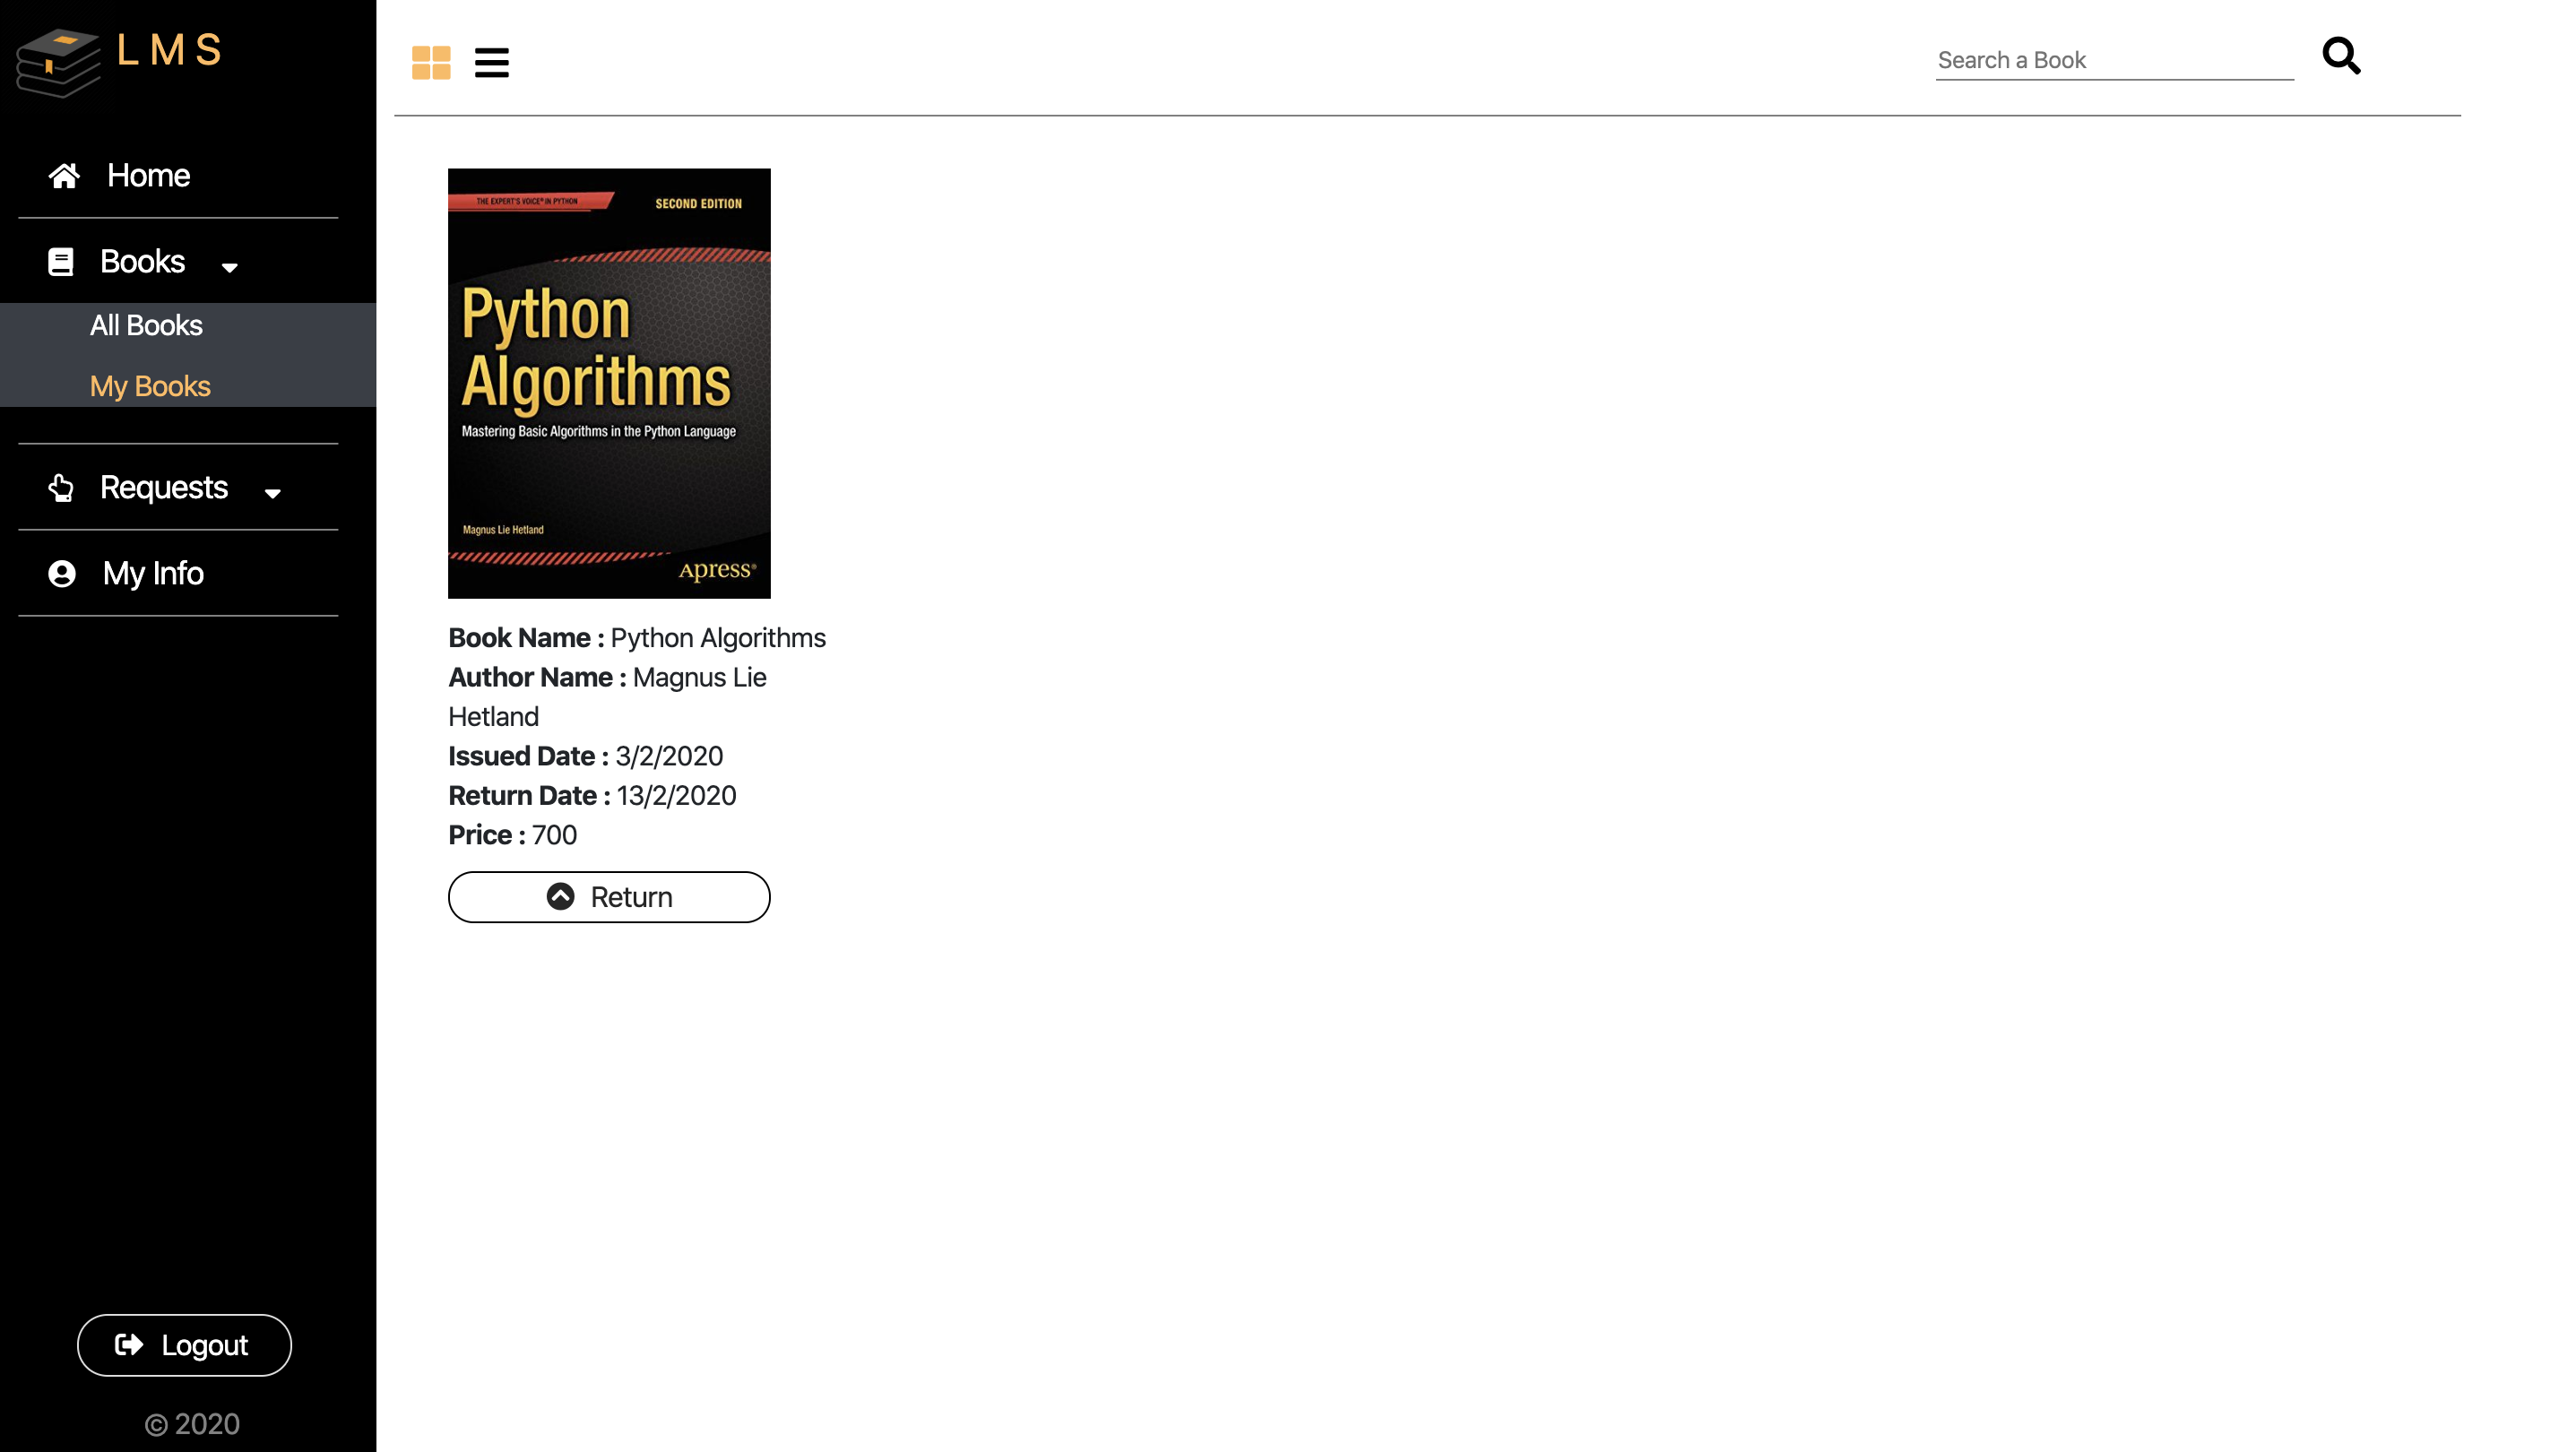 LMS
Home
Books
All Books
My Books
Requests
My Info
Logout
© 2020
Search a Book
THE EXPERT'S VOICE® IN PYTHON
SECOND EDITION
Python
Algorithms
Mastering Basic Algorithms in the Python Language
Magnus Lie Hetland
Apress®
Book Name : Python Algorithms
Author Name : Magnus Lie
Hetland
Issued Date : 3/2/2020
Return Date : 13/2/2020
Price : 700
Return